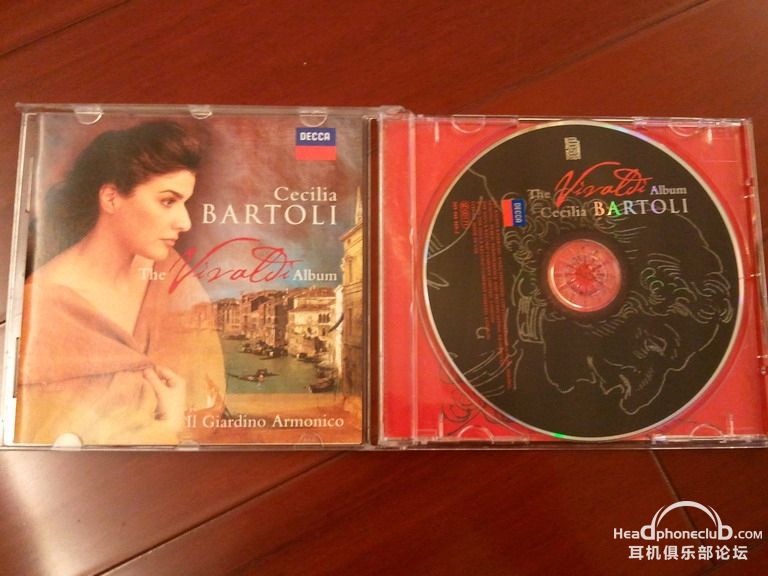 DECCA
Cecilia
BARTOLI
The Vivaldi Album
Il Giardino Armonico
The Vivaldi Album
Cecilia BARTOLI
DECCA
Headphoneclub.com
耳机俱乐部论坛